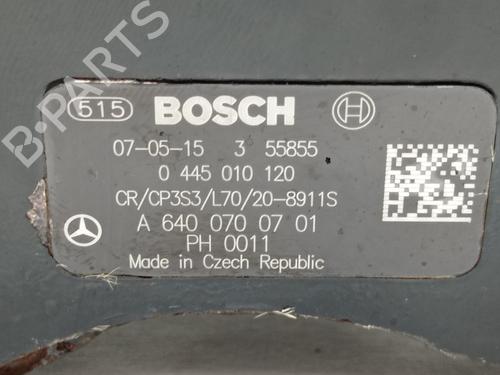 B-PARTS
515 BOSCH
07-05-15 3 55855
0 445 010 120
CR/CP3S3/L70/20-8911S
A 640 070 07 01
PH 0011
Made in Czech Republic